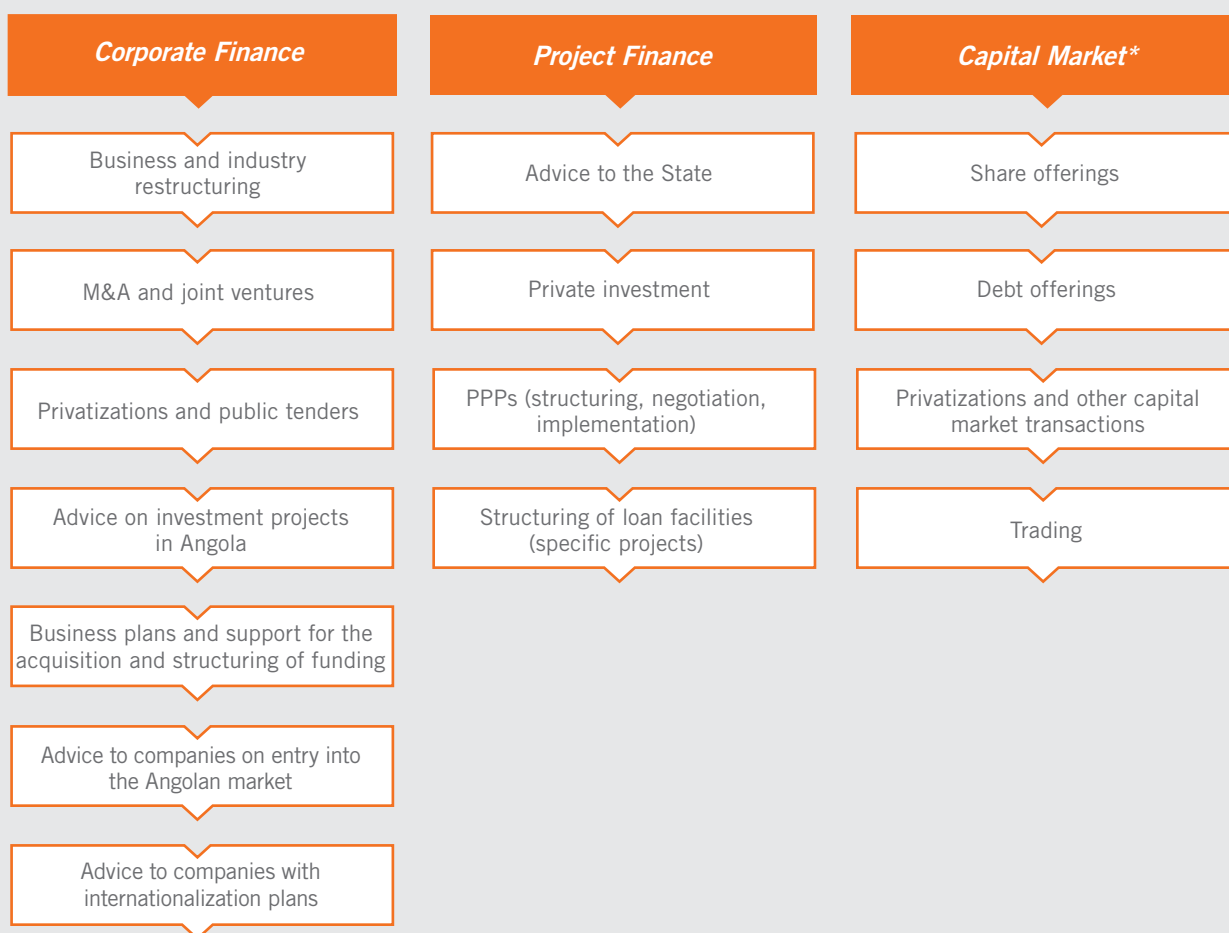 Corporate Finance
Business and industry
restructuring
M&A and joint ventures
Privatizations and public tenders
Advice on investment projects
in Angola
Business plans and support for the
acquisition and structuring of funding
Advice to companies on entry into
the Angolan market
Advice to companies with
internationalization plans
Project Finance
Advice to the State
Private investment
PPPs (structuring, negotiation,
implementation)
Structuring of loan facilities
(specific projects)
Capital Market*
Share offerings
Debt offerings
Privatizations and other capital
market transactions
Trading